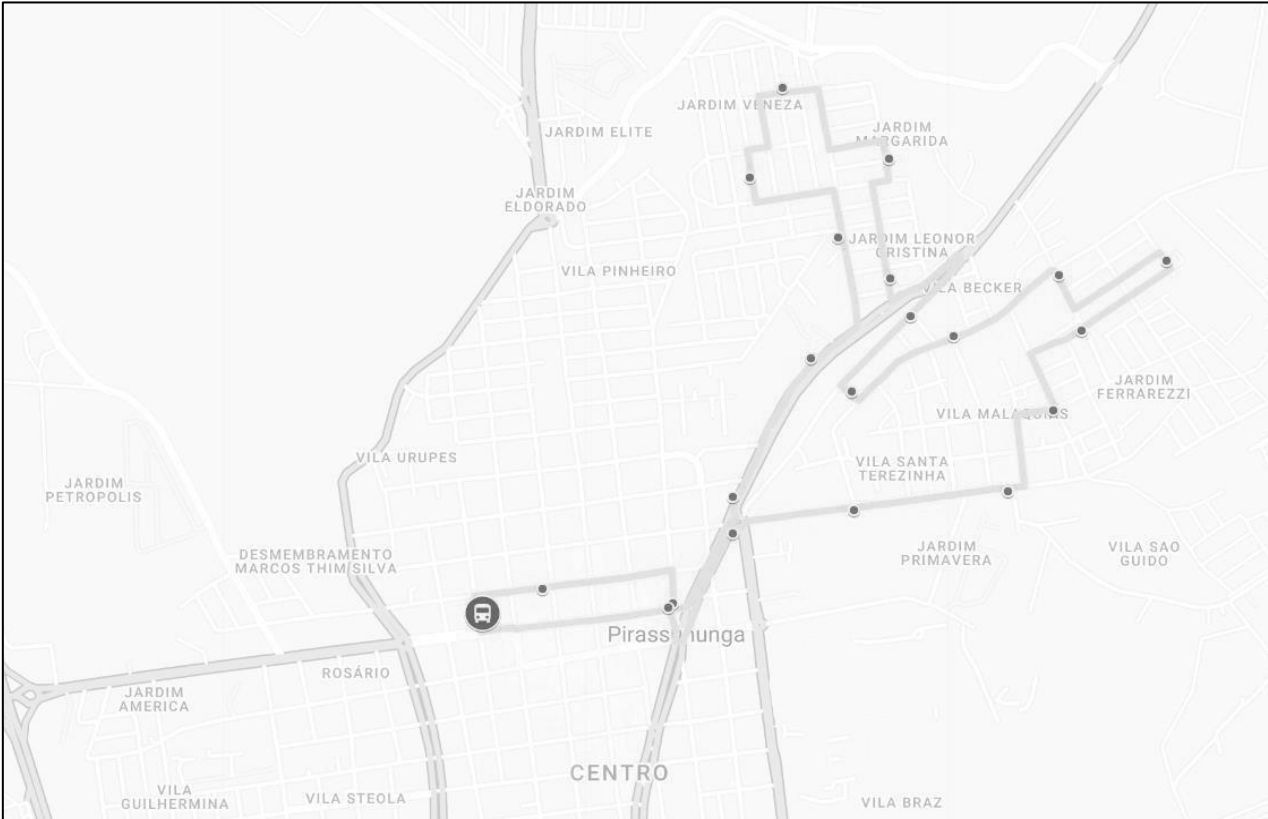 JARDIM VENEZA
JARDIM ELITE
JARDIM
MARGARIDA
JARDIM
ELDORADO
JARDIM LEONOR
CRISTINA
VILA PINHEIRO
VILA BECKER
JARDIM
FERRAREZZI
VILA MALAQUIAS
VILA URUPES
VILA SANTA
TEREZINHA
JARDIM
PETROPOLIS
DESMEMBRAMENTO
MARCOS THIM SILVA
JARDIM
PRIMAVERA
VILA SAO
GUIDO
Pirassununga
ROSÁRIO
JARDIM
AMERICA
CENTRO
VILA
GUILHERMINA
VILA STEOLA
VILA BRAZ